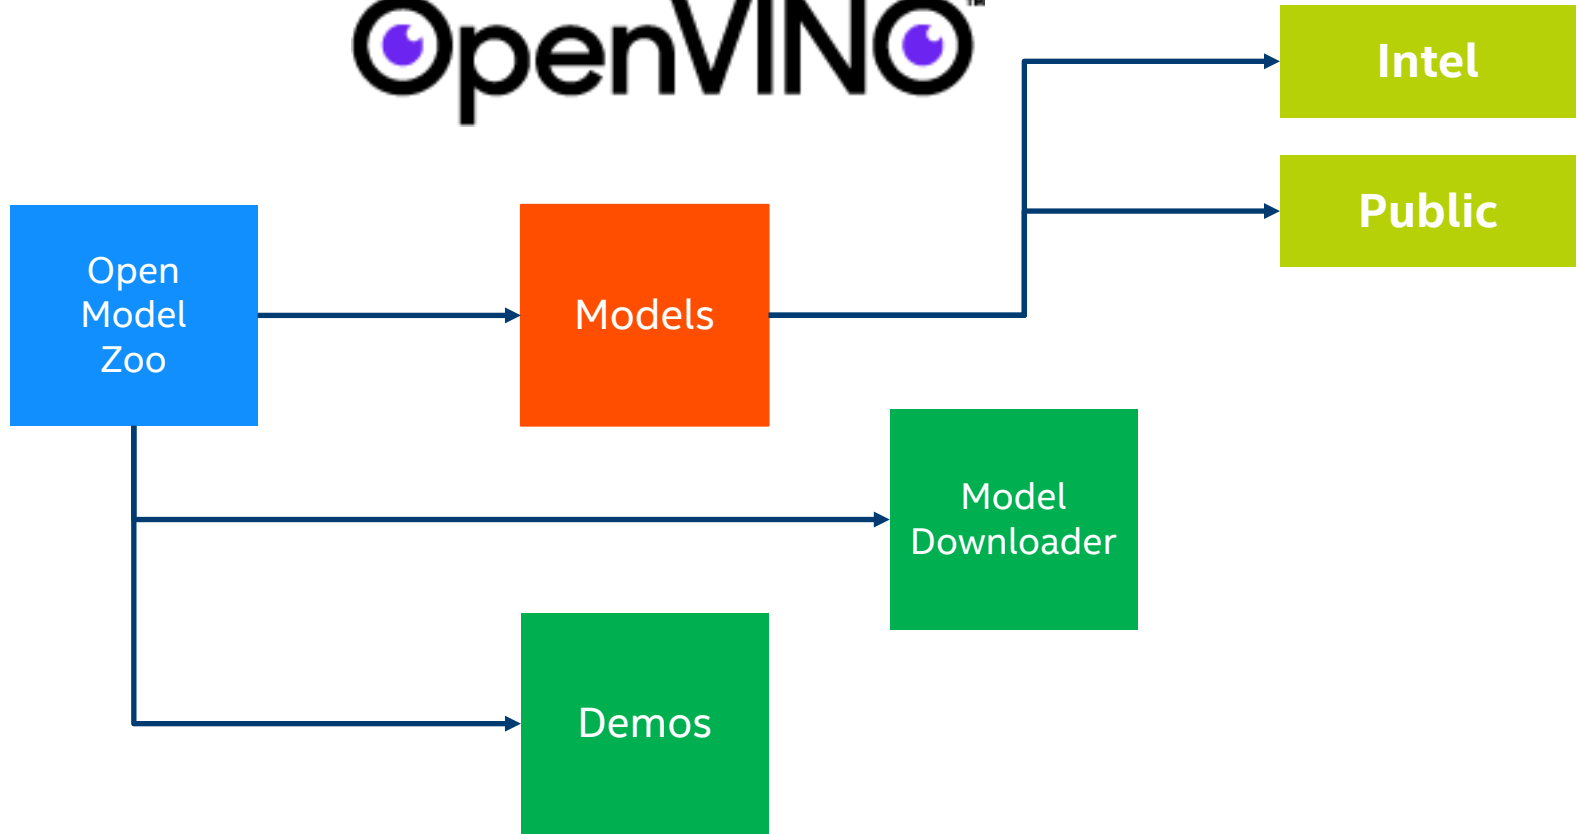 OpenVINO
Intel
Public
Open
Model
Zoo
Models
Model
Downloader
Demos